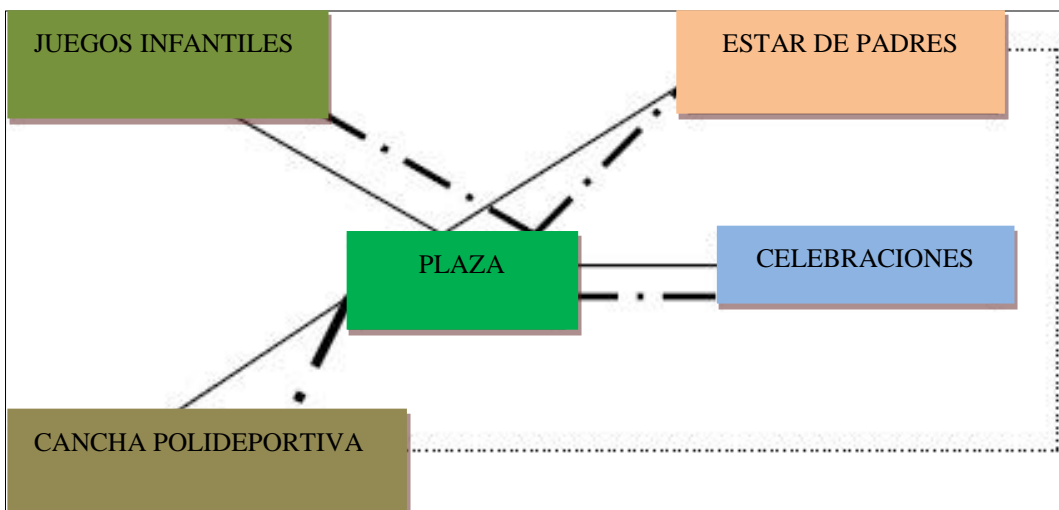 JUEGOS INFANTILES
ESTAR DE PADRES
PLAZA
CELEBRACIONES
CANCHA POLIDEPORTIVA